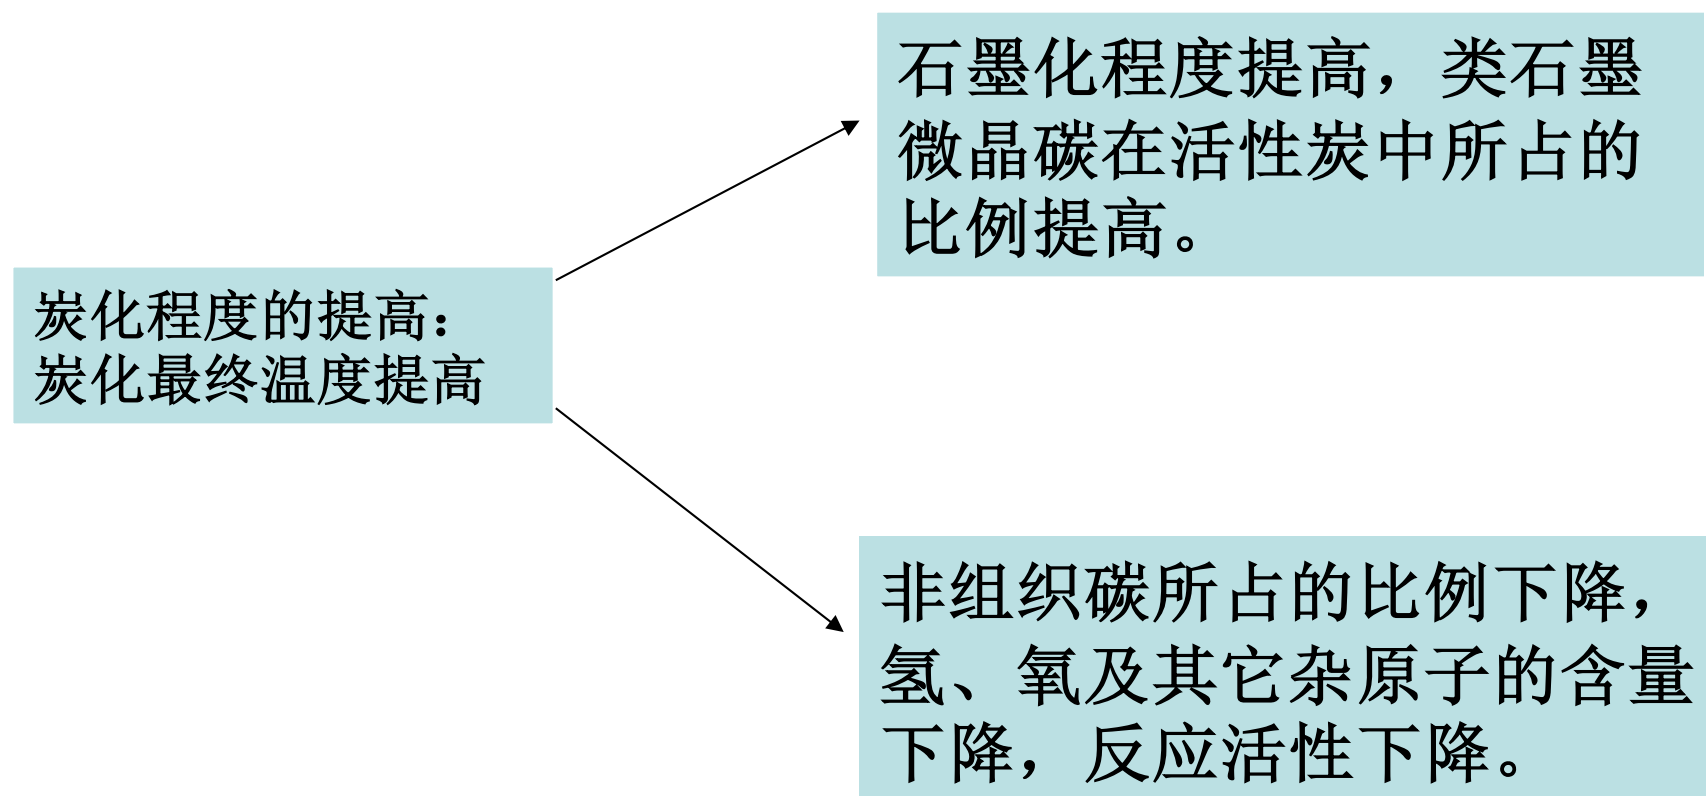 石墨化程度提高，类石墨
微晶碳在活性炭中所占的
比例提高。
炭化程度的提高：
炭化最终温度提高
非组织碳所占的比例下降，
氢、氧及其它杂原子的含量
下降，反应活性下降。